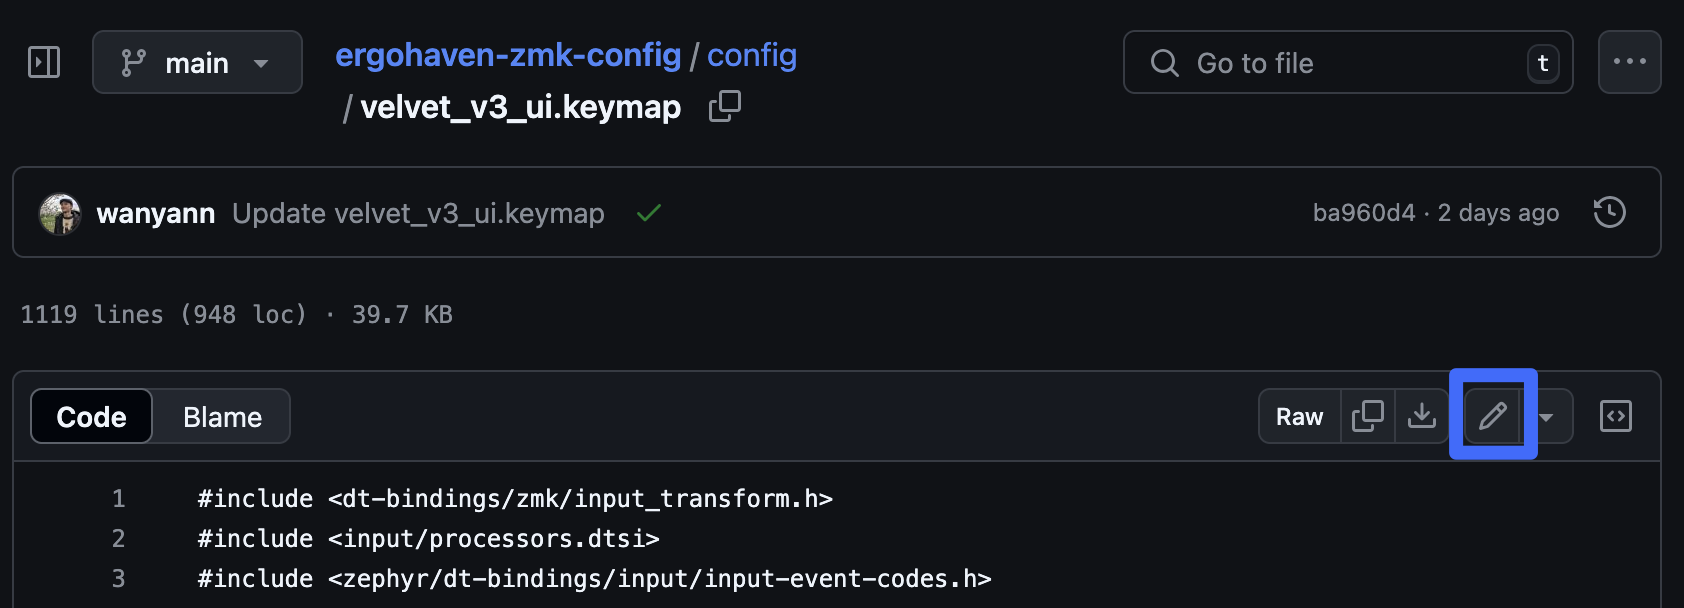 main
ergohaven-zmk-config / config
/ velvet_v3_ui.keymap
Go to file
t
wanyann Update velvet_v3_ui.keymap
ba960d4 · 2 days ago
1119 lines (948 loc) · 39.7 KB
Code Blame
Raw
1 #include <dt-bindings/zmk/input_transform.h>
2 #include <input/processors.dtsi>
3 #include <zephyr/dt-bindings/input/input-event-codes.h>